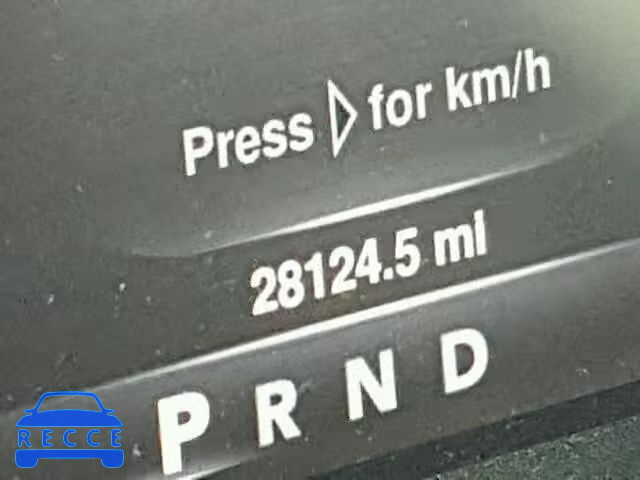 Press ▷ for km/h
28124.5 mi
P R N D
RECCE